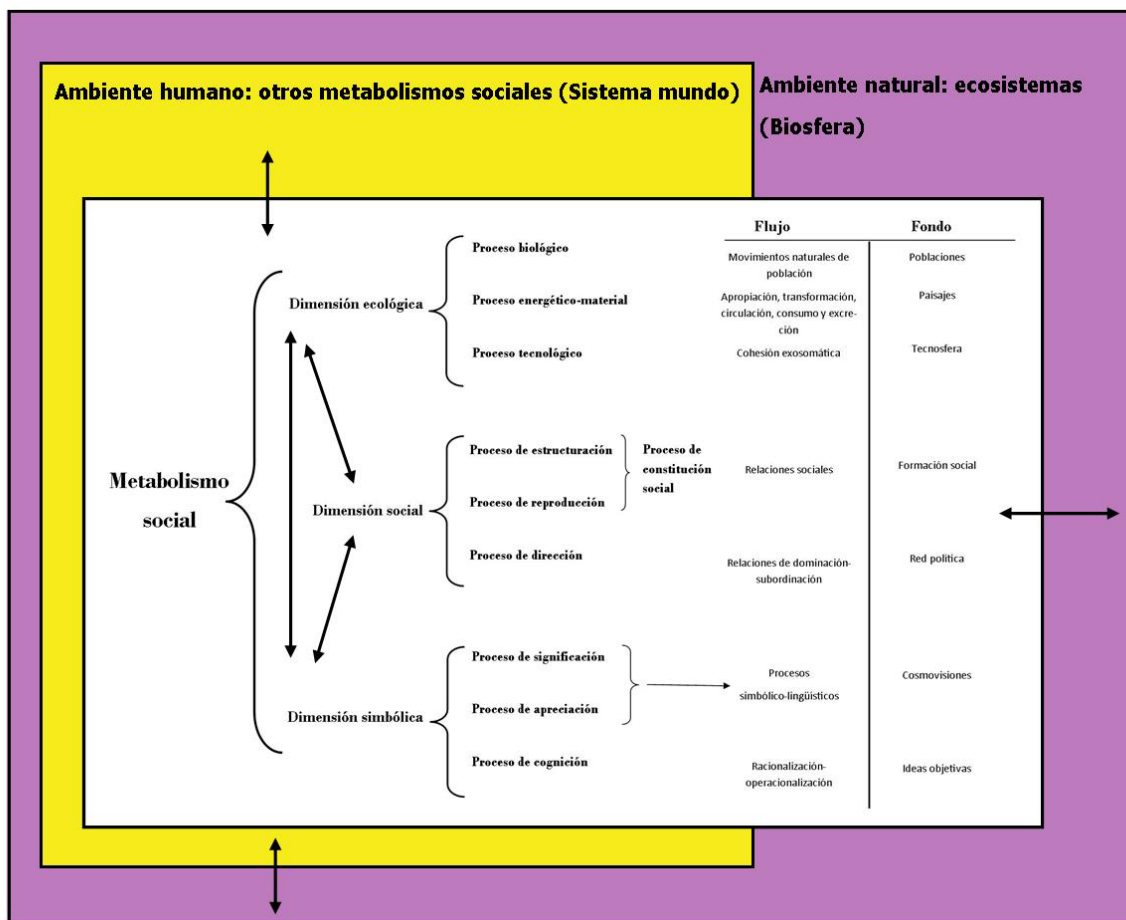 Ambiente humano: otros metabolismos sociales (Sistema mundo)
Ambiente natural: ecosistemas
(Biosfera)
Flujo
Fondo
Metabolismo
social
Dimensión ecológica
Proceso biológico
Movimientos naturales de
población
Poblaciones
Proceso energético-material
Apropiación, transformación,
circulación, consumo y excre-
ción
Paisajes
Proceso tecnológico
Cohesión exosomática
Tecnosfera
Dimensión social
Proceso de estructuración
Proceso de reproducción
Proceso de
constitución
social
Relaciones sociales
Formación social
Proceso de dirección
Relaciones de dominación-
subordinación
Red política
Dimensión simbólica
Proceso de significación
Proceso de apreciación
Procesos
simbólico-lingüísticos
Cosmovisiones
Proceso de cognición
Racionalización-
operacionalización
Ideas objetivas